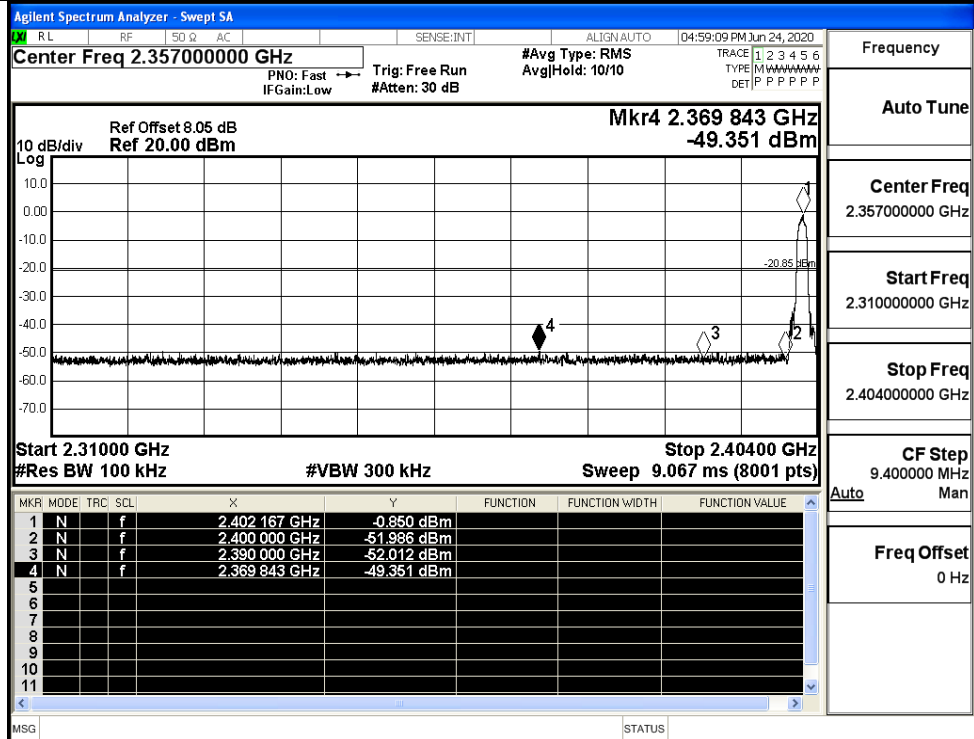 Agilent Spectrum Analyzer - Swept SA
LXI RL RF 50 Ω AC SENSE:INT ALIGN AUTO 04:59:09 PM Jun 24, 2020
Center Freq 2.357000000 GHz
PNO: Fast
IFGain:Low
Trig: Free Run
#Atten: 30 dB
#Avg Type: RMS
Avg|Hold: 10/10
TRACE 1 2 3 4 5 6
TYPE M WWWWW
DET P P P P P P
Mkr4 2.369 843 GHz
-49.351 dBm
Ref Offset 8.05 dB
10 dB/div Ref 20.00 dBm
Log
10.0
0.00
-10.0
-20.0
-30.0
-40.0
-50.0
-60.0
-70.0
1
-20.85 dBm
4
3
2
Start 2.31000 GHz Stop 2.40400 GHz
#Res BW 100 kHz #VBW 300 kHz Sweep 9.067 ms (8001 pts)
MKR MODE TRC SCL X Y FUNCTION FUNCTION WIDTH FUNCTION VALUE
1 N f 2.402 167 GHz -0.850 dBm
2 N f 2.400 000 GHz -51.986 dBm
3 N f 2.390 000 GHz -52.012 dBm
4 N f 2.369 843 GHz -49.351 dBm
5
6
7
8
9
10
11
MSG STATUS
Frequency
Auto Tune
Center Freq
2.357000000 GHz
Start Freq
2.310000000 GHz
Stop Freq
2.404000000 GHz
CF Step
9.400000 MHz
Auto Man
Freq Offset
0 Hz